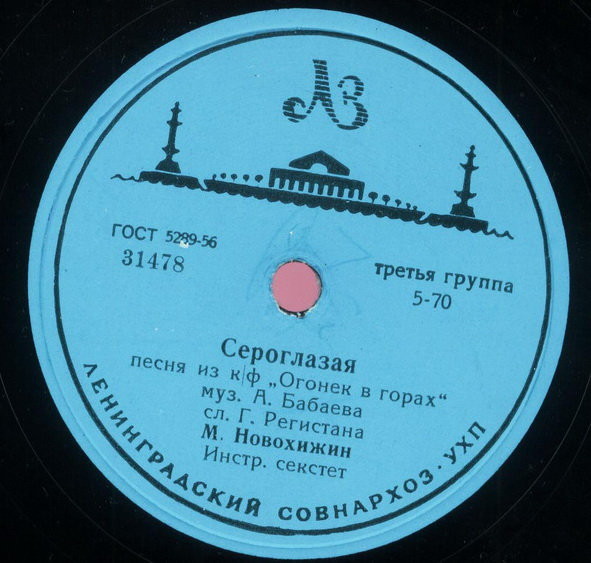 ЛЗ
ГОСТ 5289-56
31478
третья группа
5-70
Сероглазая
песня из к/ф „Огонек в горах“
муз. А. Бабаева
сл. Г. Регистана
М. Новохижин
Инстр. секстет
ЛЕНИНГРАДСКИЙ СОВНАРХОЗ · УХП